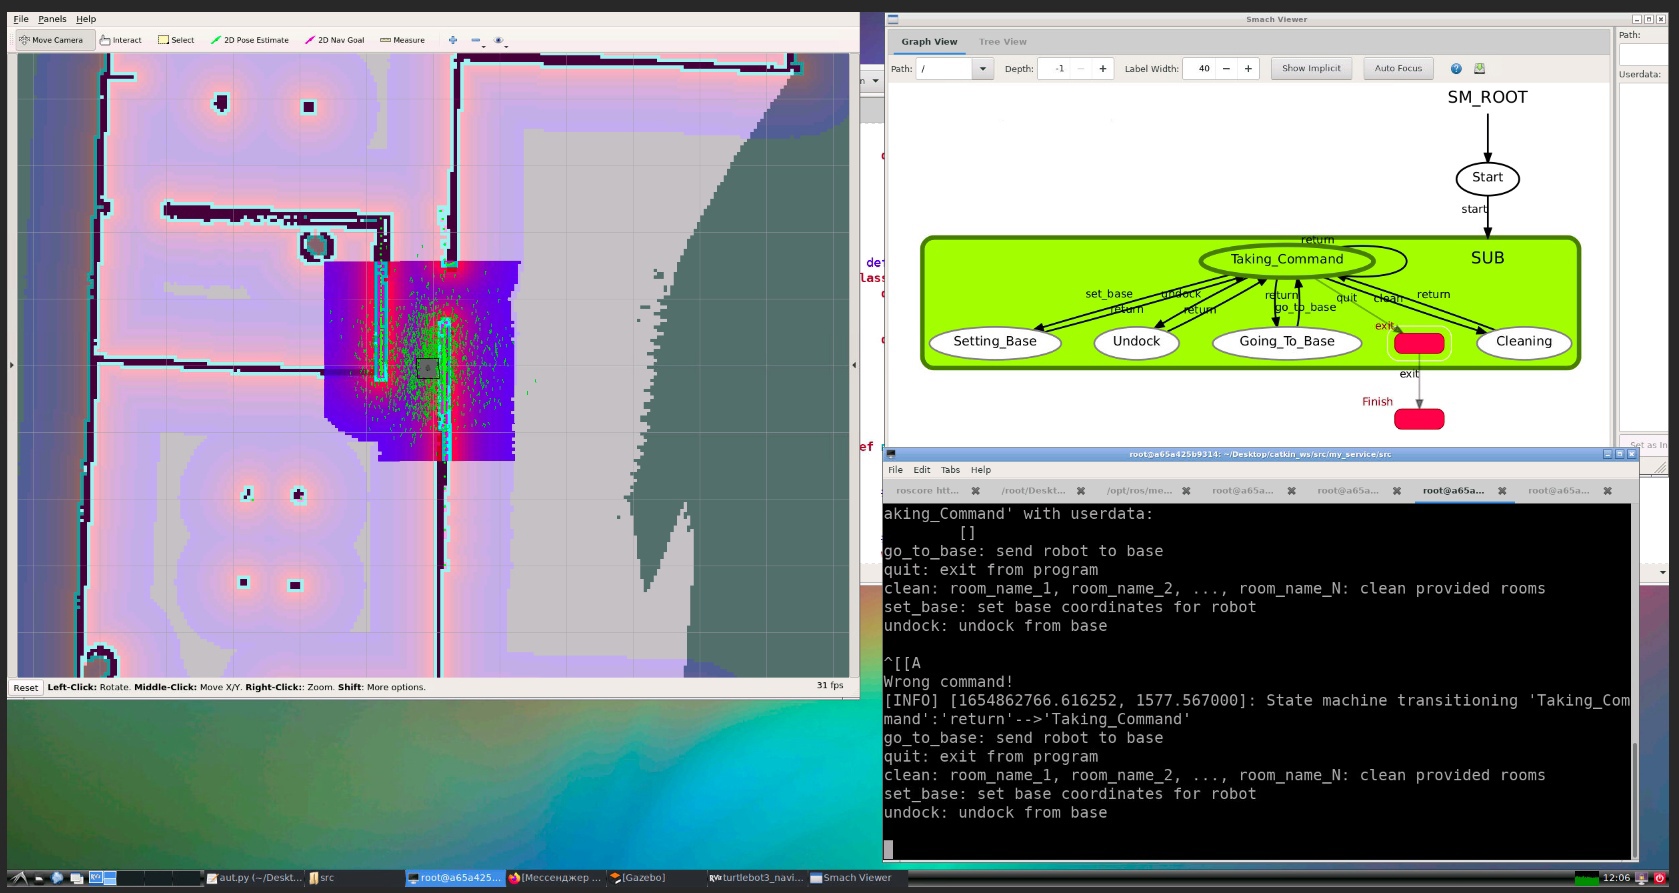 File Panels Help
Move Camera Interact Select 2D Pose Estimate 2D Nav Goal Measure
Reset Left-Click: Rotate. Middle-Click: Move X/Y. Right-Click:: Zoom. Shift: More options. 31 fps
Smach Viewer
Graph View Tree View
Path: / Depth: -1 Label Width: 40 Show Implicit Auto Focus
Path:
Userdata:
SM_ROOT
Start
start
return
SUB
Taking_Command
set_base undock return quit clean return
return return go_to_base
exit
Setting_Base Undock Going_To_Base Cleaning
exit
Finish
Set as In
root@a65a425b9314: ~/Desktop/catkin_ws/src/my_service/src
File Edit Tabs Help
roscore htt... /root/Deskt... /opt/ros/me... root@a65a... root@a65a... root@a65a... root@a65a...
aking_Command' with userdata:
[]
go_to_base: send robot to base
quit: exit from program
clean: room_name_1, room_name_2, ..., room_name_N: clean provided rooms
set_base: set base coordinates for robot
undock: undock from base
^[[A
Wrong command!
[INFO] [1654862766.616252, 1577.567000]: State machine transitioning 'Taking_Com
mand':'return'-->'Taking_Command'
go_to_base: send robot to base
quit: exit from program
clean: room_name_1, room_name_2, ..., room_name_N: clean provided rooms
set_base: set base coordinates for robot
undock: undock from base
aut.py (~/Deskt... src root@a65a425... [Мессенджер ... [Gazebo] turtlebot3_navi... Smach Viewer 12:06